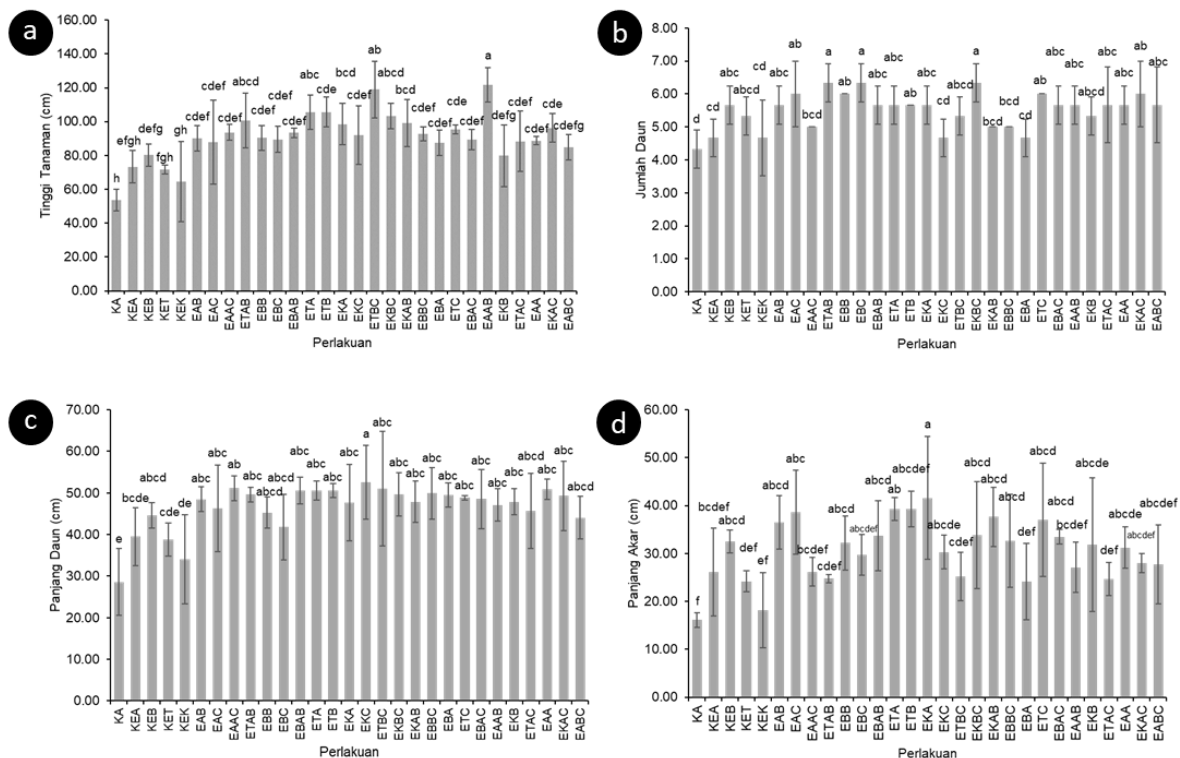 a
160.00
140.00
120.00
100.00
80.00
60.00
40.00
20.00
0.00
Tinggi Tanaman (cm)
h efgh defg fgh gh cdef cdef cdef abcd cdef cdef cdef abc cde bcd cdef ab abcd bcd cdef cdef cde cdef a cdef cdef cde cdefg
KA KEA KEB KET KEK EAB EAC EAAC ETAB EBB EBC EBAB ETA ETB EKA EKC ETBC EKBC EKAB EBBC EBA ETC EBAC EAAB EKB ETAC EAA EKAC EABC
Perlakuan
b
8.00
7.00
6.00
5.00
4.00
3.00
2.00
1.00
0.00
Jumlah Daun
d cd abc abcd cd abc ab bcd a ab a abc abc abc abc cd abcd a bcd bcd cd ab abc abc abcd abc abc ab abc
KA KEA KEB KET KEK EAB EAC EAAC ETAB EBB EBC EBAB ETA ETB EKA EKC ETBC EKBC EKAB EBBC EBA ETC EBAC EAAB EKB ETAC EAA EKAC EABC
Perlakuan
c
70.00
60.00
50.00
40.00
30.00
20.00
10.00
0.00
Panjang Daun (cm)
e bcde abcd cde de abc abc ab abc abcd abcd abc abc abc abc a abc abc abc abc abc abc abc abc abc abcd abc abc abcd
KA KEA KEB KET KEK EAB EAC EAAC ETAB EBB EBC EBAB ETA ETB EKA EKC ETBC EKBC EKAB EBBC EBA ETC EBAC EAAB EKB ETAC EAA EKAC EABC
Perlakuan
d
60.00
50.00
40.00
30.00
20.00
10.00
0.00
Panjang Akar (cm)
f bcdef abcd def ef abcd abc bcdef cdef abcd abcdef abcd ab abcdef a abcdef cdef abcd abcd abcd def abcd abcd abcdef abcde cdef abcde abcdef abcdef
KA KEA KEB KET KEK EAB EAC EAAC ETAB EBB EBC EBAB ETA ETB EKA EKC ETBC EKBC EKAB EBBC EBA ETC EBAC EAAB EKB ETAC EAA EKAC EABC
Perlakuan